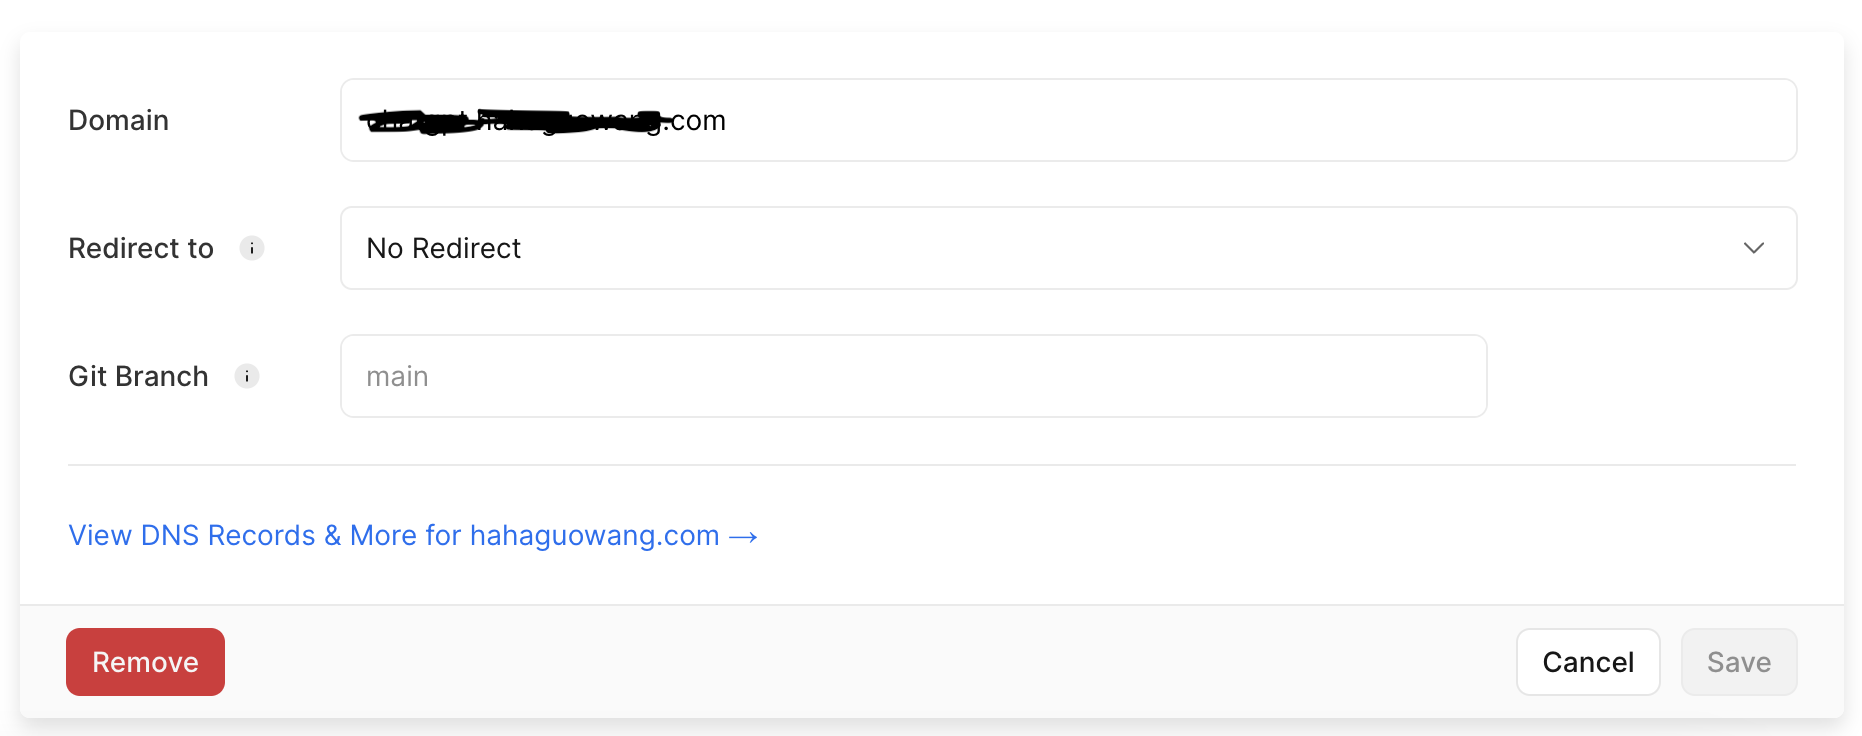 Domain
.com
Redirect to i
No Redirect
Git Branch i
main
View DNS Records & More for hahaguowang.com →
Remove
Cancel
Save